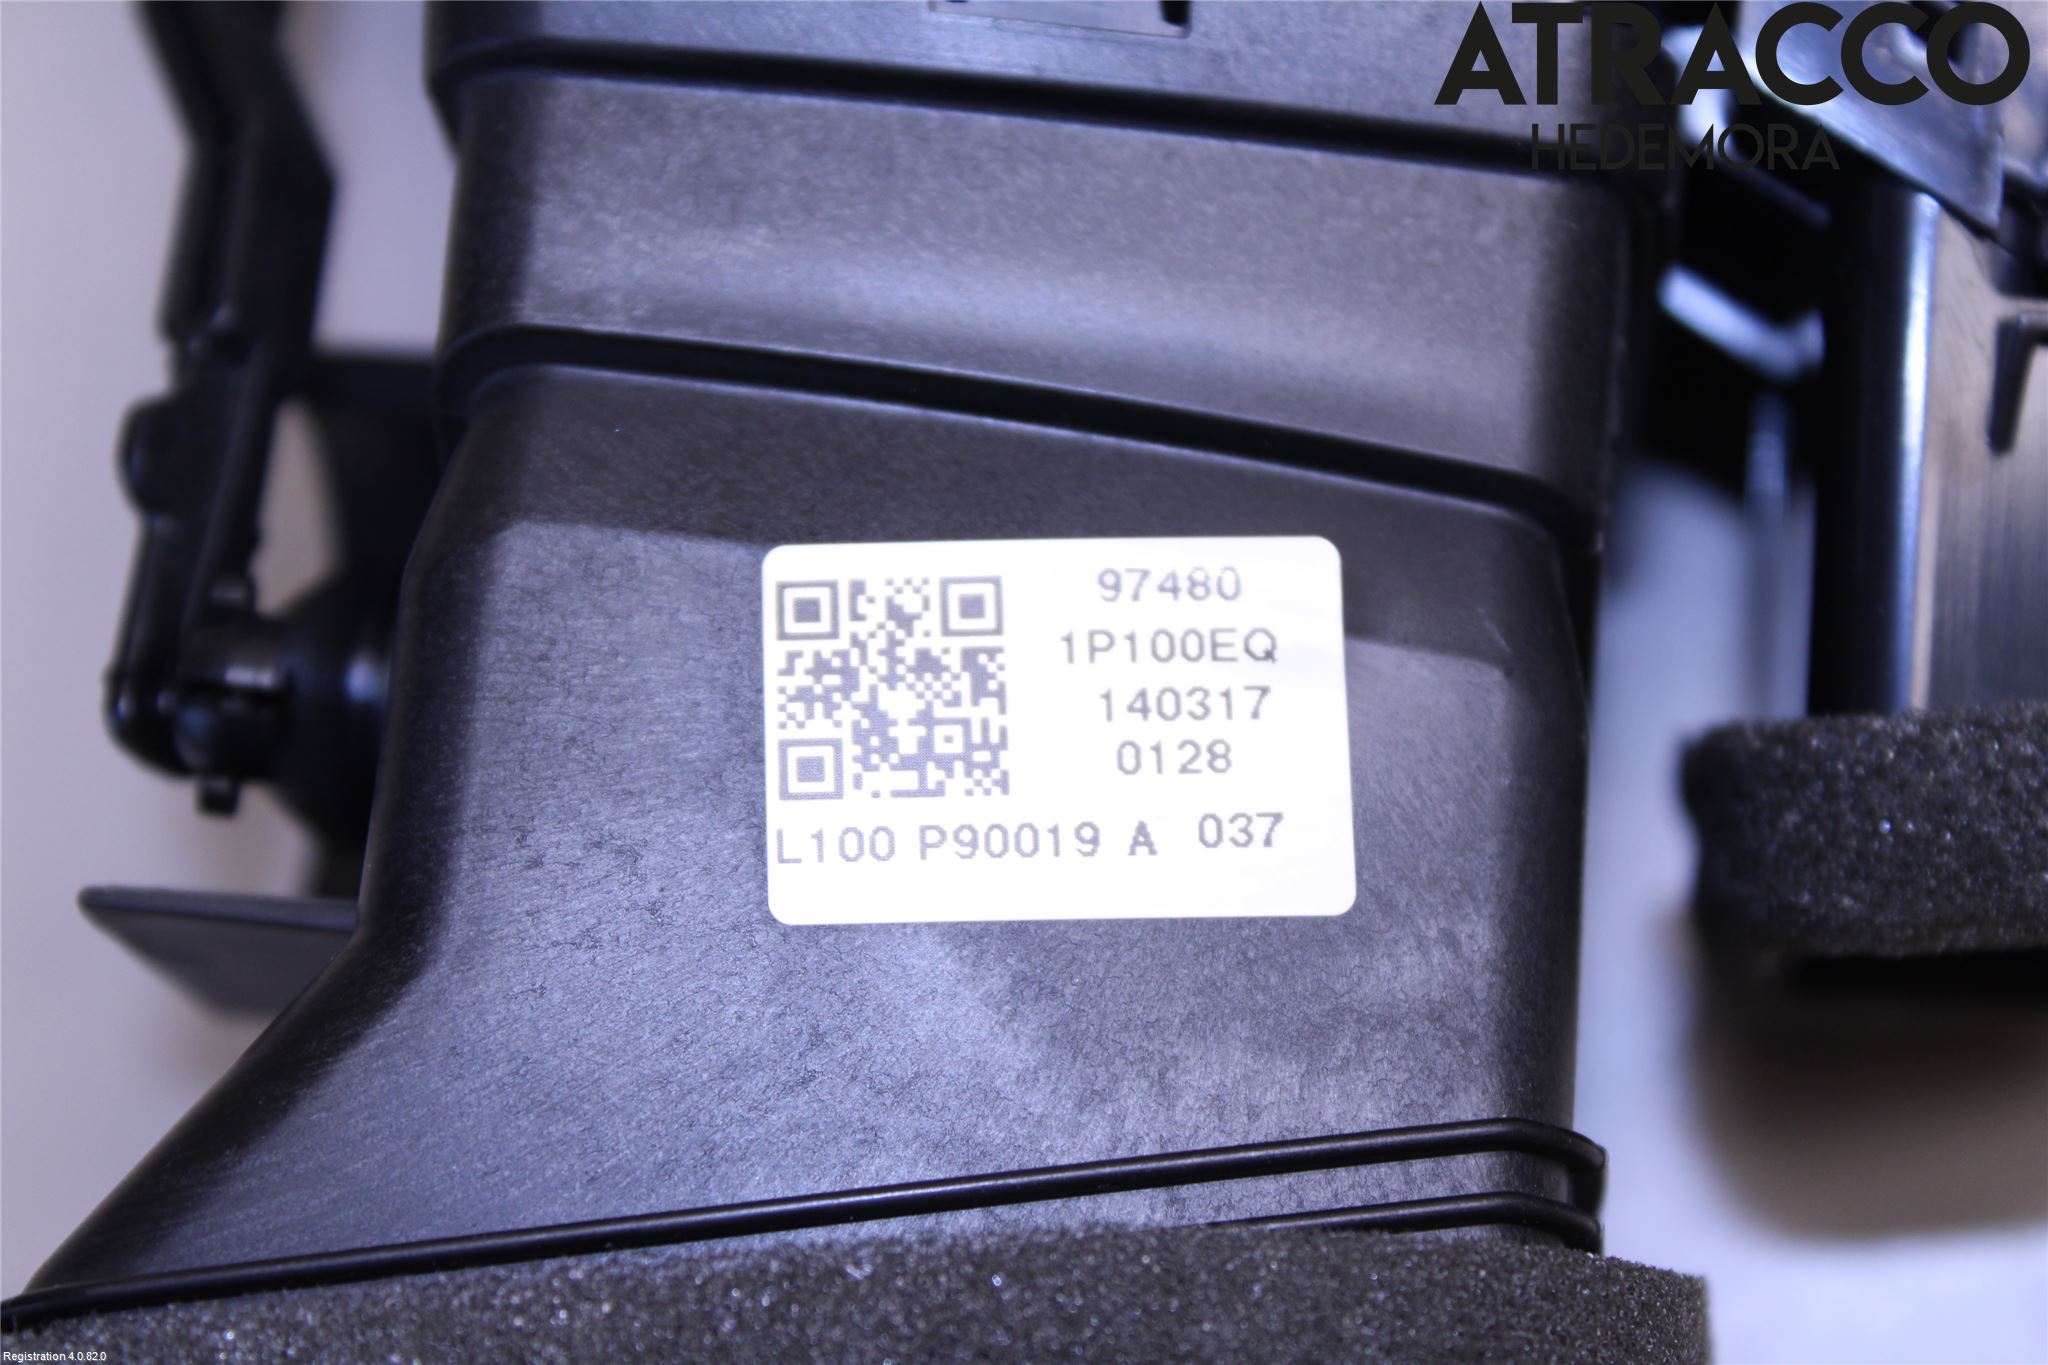 ATRACCO
HEDEMORA
97480
1P100EQ
140317
0128
L100 P90019 A 037
Registration 4.0.82.0